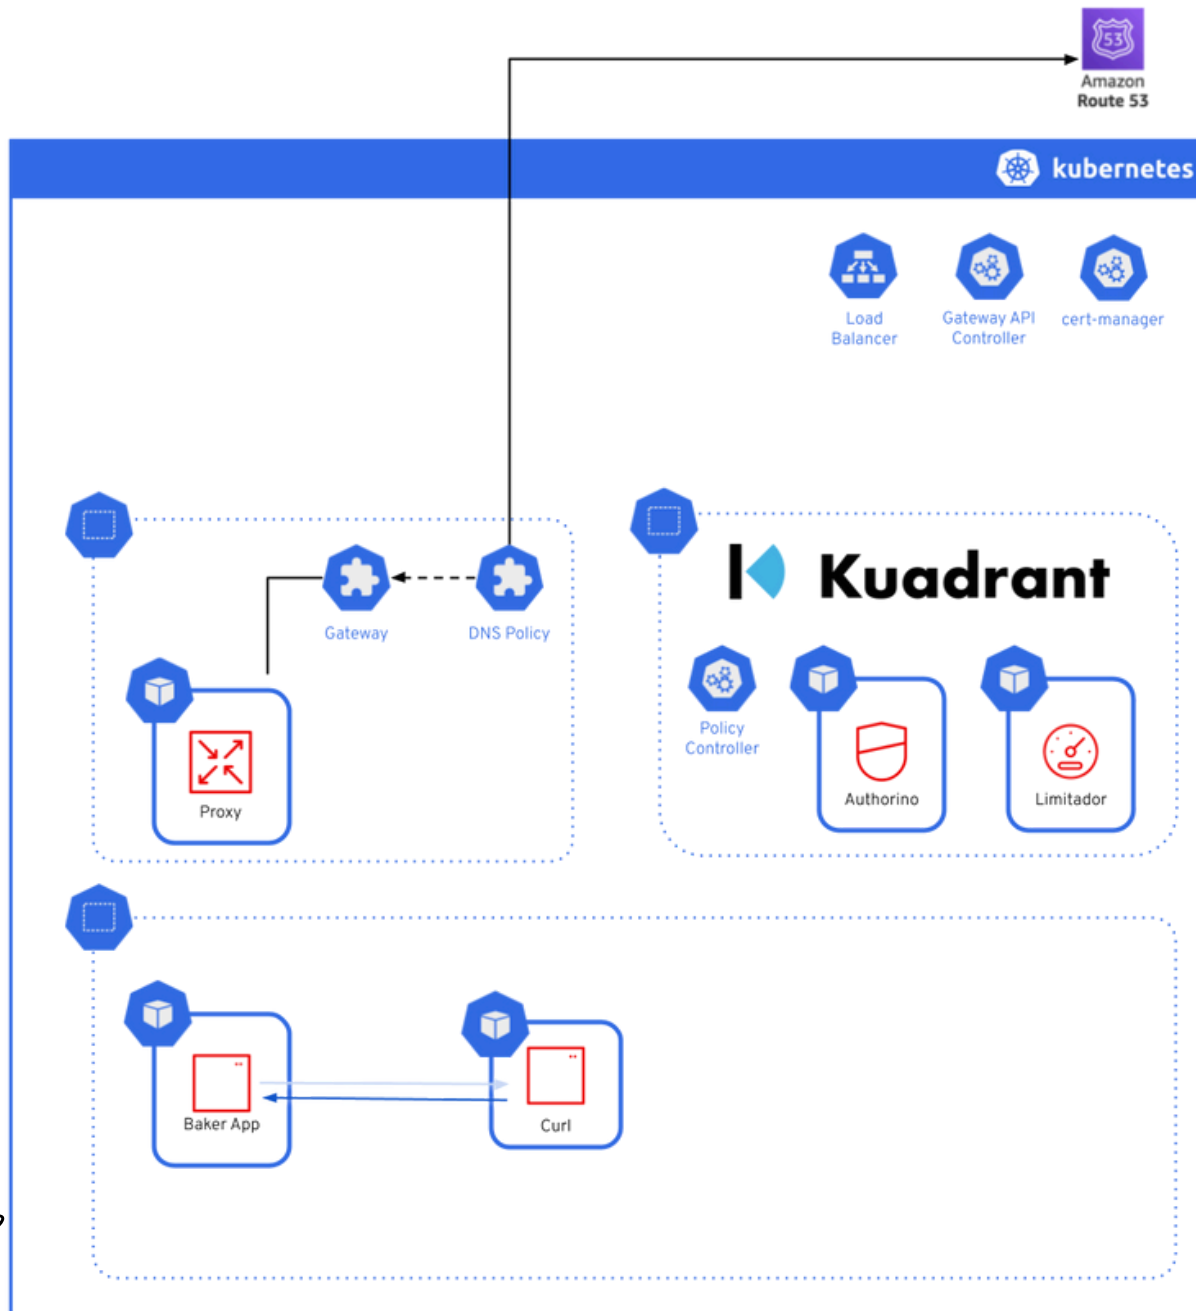 53
Amazon
Route 53
kubernetes
Load
Balancer
Gateway API
Controller
cert-manager
Kuadrant
Gateway
DNS Policy
Policy
Controller
Authorino
Limitador
Proxy
Baker App
Curl